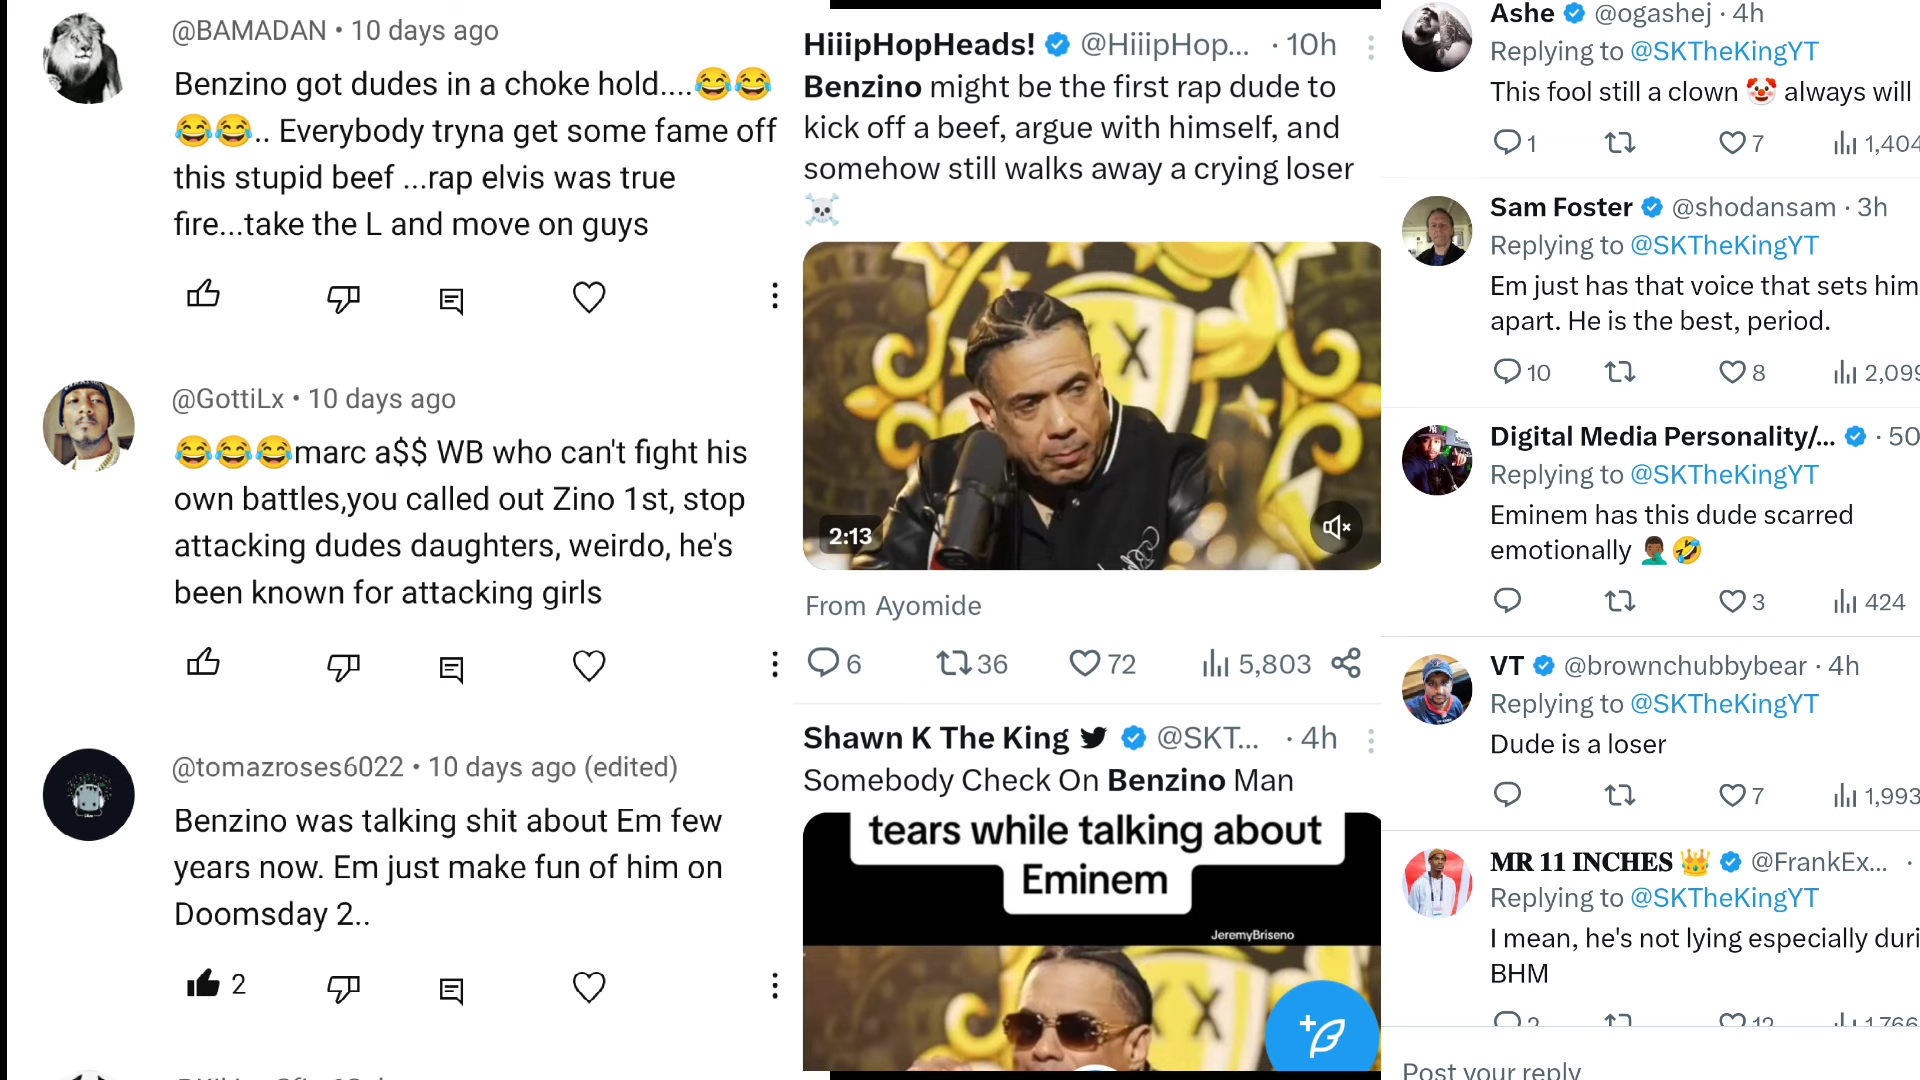 @BAMADAN • 10 days ago
Benzino got dudes in a choke hold....😂😂
😂😂.. Everybody tryna get some fame off
this stupid beef ...rap elvis was true
fire...take the L and move on guys
@GottiLx • 10 days ago
😂😂😂marc a$$ WB who can't fight his
own battles,you called out Zino 1st, stop
attacking dudes daughters, weirdo, he's
been known for attacking girls
@tomazroses6022 • 10 days ago (edited)
Benzino was talking shit about Em few
years now. Em just make fun of him on
Doomsday 2..
2
HiiipHopHeads! @HiiipHop... · 10h
Benzino might be the first rap dude to
kick off a beef, argue with himself, and
somehow still walks away a crying loser
☠️
X
2:13
From Ayomide
6 36 72 5,803
Shawn K The King @SKT... · 4h
Somebody Check On Benzino Man
tears while talking about
Eminem
JeremyBriseno
X
Ashe @ogashej · 4h
Replying to @SKTheKingYT
This fool still a clown 🤡 always will
1 7 1,404
Sam Foster @shodansam · 3h
Replying to @SKTheKingYT
Em just has that voice that sets him
apart. He is the best, period.
10 8 2,099
Digital Media Personality/... · 50
Replying to @SKTheKingYT
Eminem has this dude scarred
emotionally 🤦🏾‍♂️🤣
3 424
VT @brownchubbybear · 4h
Replying to @SKTheKingYT
Dude is a loser
7 1,993
MR 11 INCHES 👑 @FrankEx... ·
Replying to @SKTheKingYT
I mean, he's not lying especially duri
BHM
2 12 1,766
Post your reply